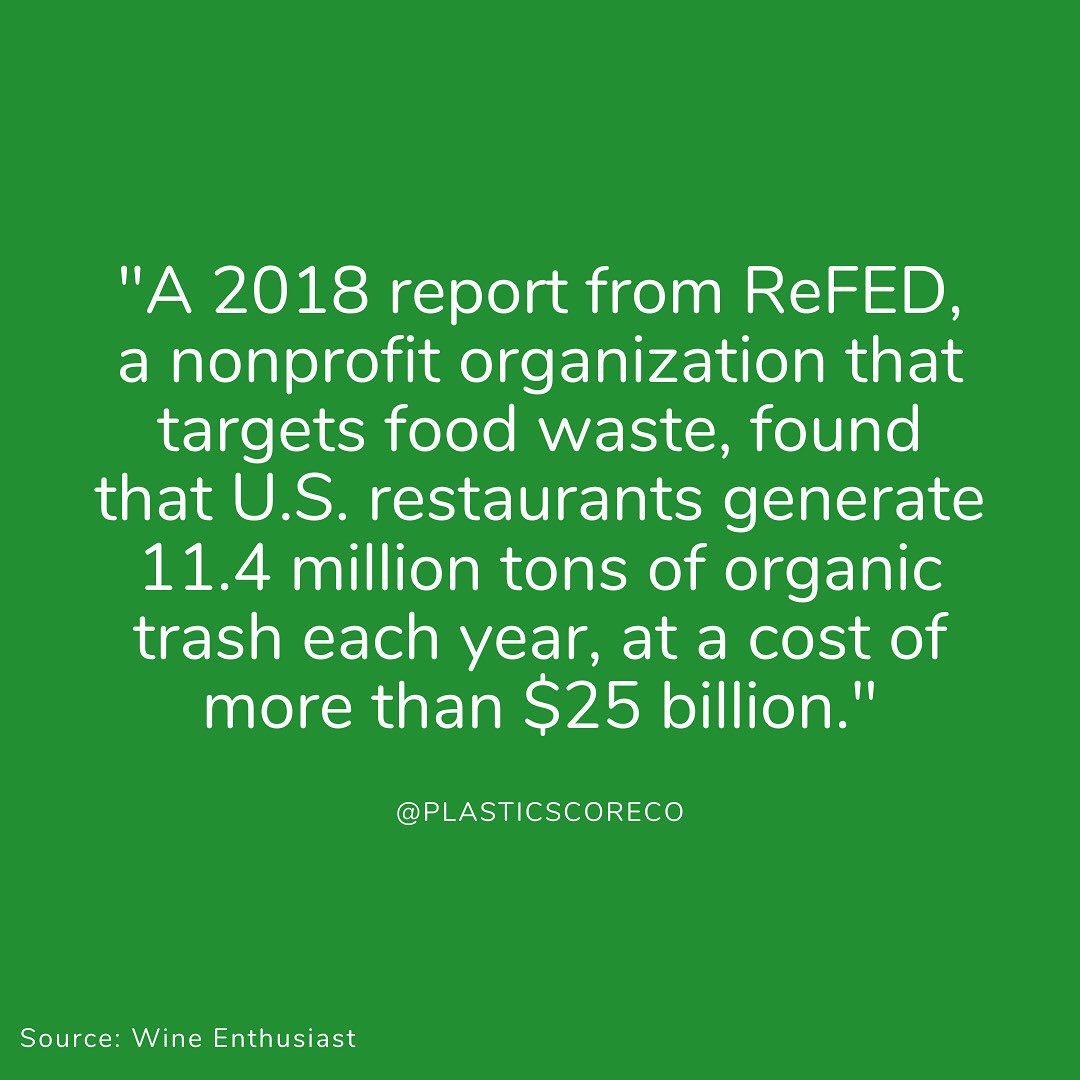 "A 2018 report from ReFED,
a nonprofit organization that
targets food waste, found
that U.S. restaurants generate
11.4 million tons of organic
trash each year, at a cost of
more than $25 billion."
@PLASTICSCORECO
Source: Wine Enthusiast